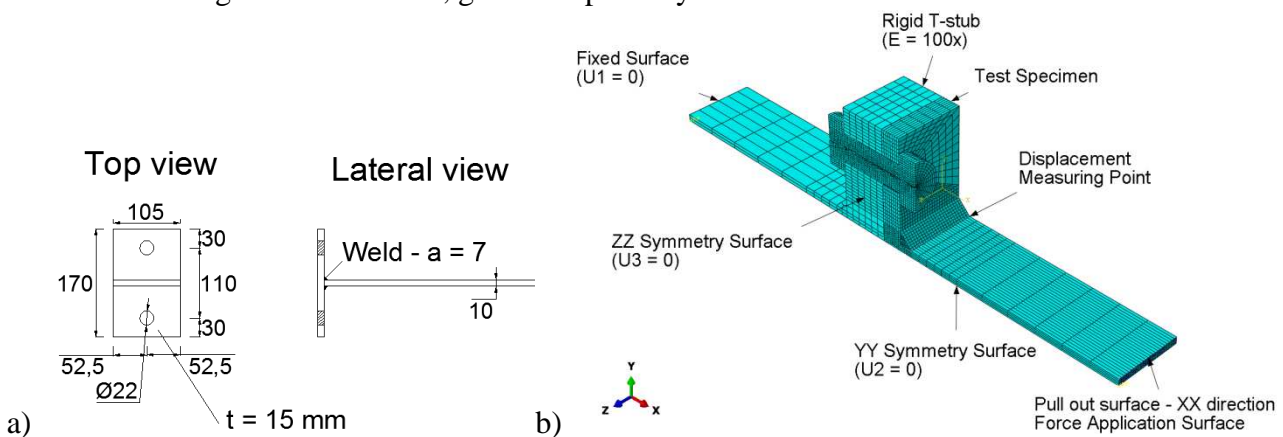 Top view
Lateral view
105
30
170
110
30
52,5
52,5
Ø22
t = 15 mm
Weld - a = 7
10
a)
Rigid T-stub
(E = 100x)
Fixed Surface
(U1 = 0)
Test Specimen
Displacement
Measuring Point
ZZ Symmetry Surface
(U3 = 0)
YY Symmetry Surface
(U2 = 0)
Pull out surface - XX direction
Force Application Surface
Y
Z
X
b)